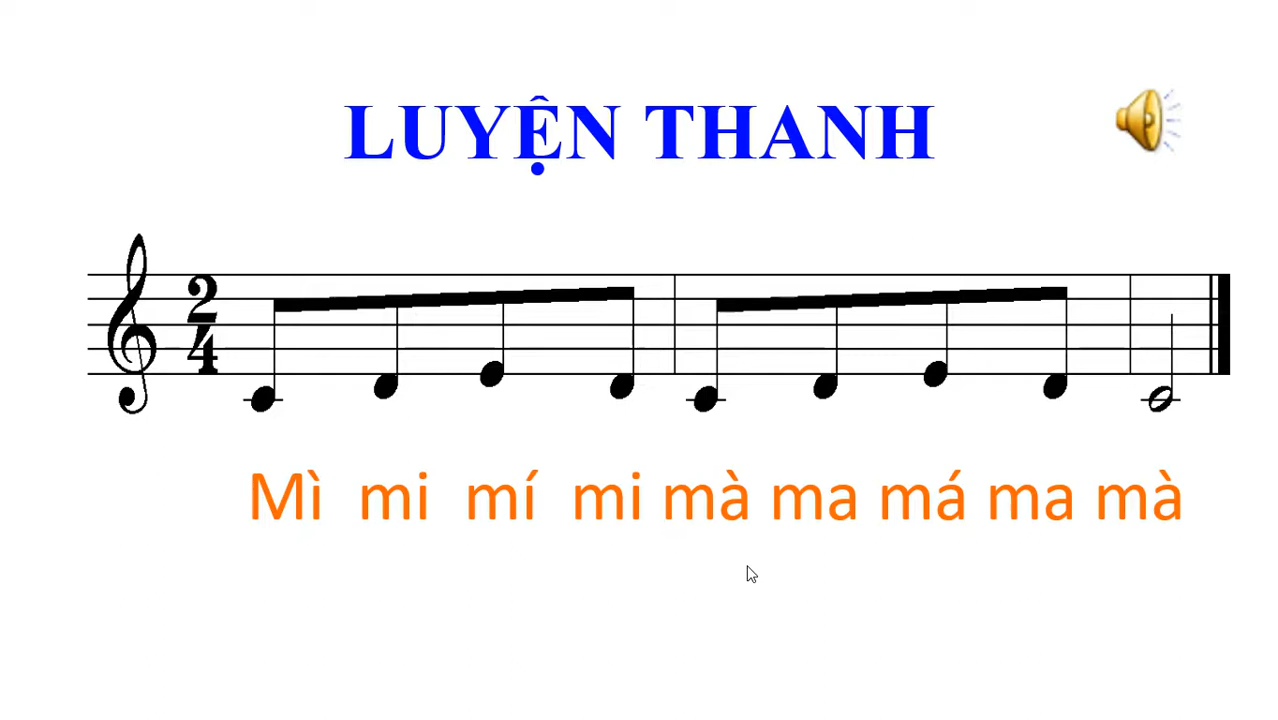 LUYỆN THANH
2
4
Mì mi mí mi mà ma má ma mà